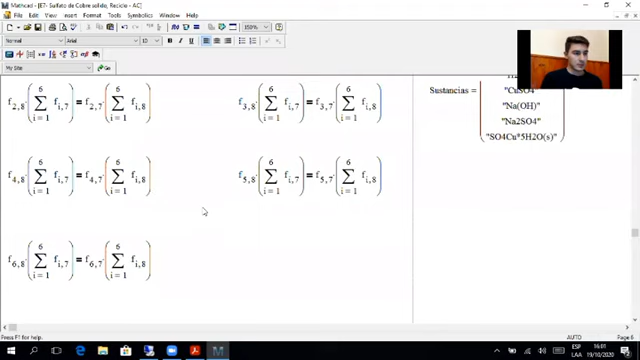 Mathcad - [ET- Sulfato de Cobre solido, Reciclo - AC]
File Edit View Insert Format Tools Symbolics Window Help
150%
Normal Arial 10 B I U
My Site Go
f2,8·(∑ i = 1 6 fi,7) = f2,7·(∑ i = 1 6 fi,8) f3,8·(∑ i = 1 6 fi,7) = f3,7·(∑ i = 1 6 fi,8)
f4,8·(∑ i = 1 6 fi,7) = f4,7·(∑ i = 1 6 fi,8) f5,8·(∑ i = 1 6 fi,7) = f5,7·(∑ i = 1 6 fi,8)
f6,8·(∑ i = 1 6 fi,7) = f6,7·(∑ i = 1 6 fi,8)
Sustancias =
"CuSO4"
"Na(OH)"
"Na2SO4"
"SO4Cu*5H2O(s)"
Press F1 for help. AUTO NUM Page 6
ESP
LAA
16:01
19/10/2020